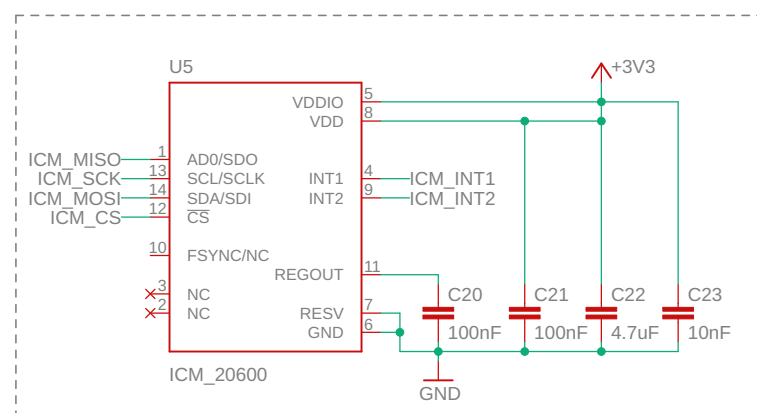 U5
+3V3
VDDIO 5
VDD 8
ICM_MISO 1 AD0/SDO
ICM_SCK 13 SCL/SCLK INT1 4 ICM_INT1
ICM_MOSI 14 SDA/SDI INT2 9 ICM_INT2
ICM_CS 12 CS
10 FSYNC/NC
REGOUT 11
3 NC C20 C21 C22 C23
2 NC RESV 7
GND 6 100nF 100nF 4.7uF 10nF
ICM_20600
GND